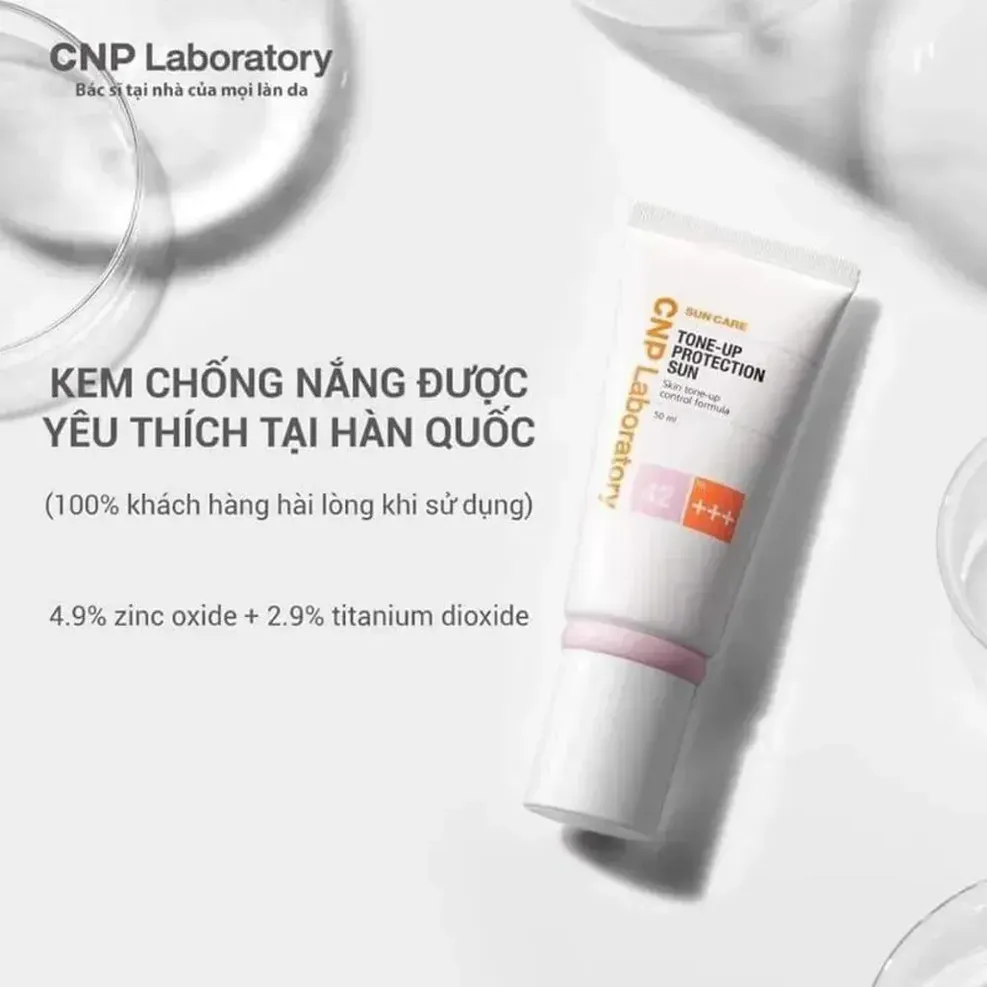 CNP Laboratory
Bác sĩ tại nhà của mọi làn da
KEM CHỐNG NẮNG ĐƯỢC
YÊU THÍCH TẠI HÀN QUỐC
(100% khách hàng hài lòng khi sử dụng)
4.9% zinc oxide + 2.9% titanium dioxide
CNP Laboratory
SUN CARE
TONE-UP
PROTECTION
SUN
Skin tone-up
control formula
50 ml
42
+++